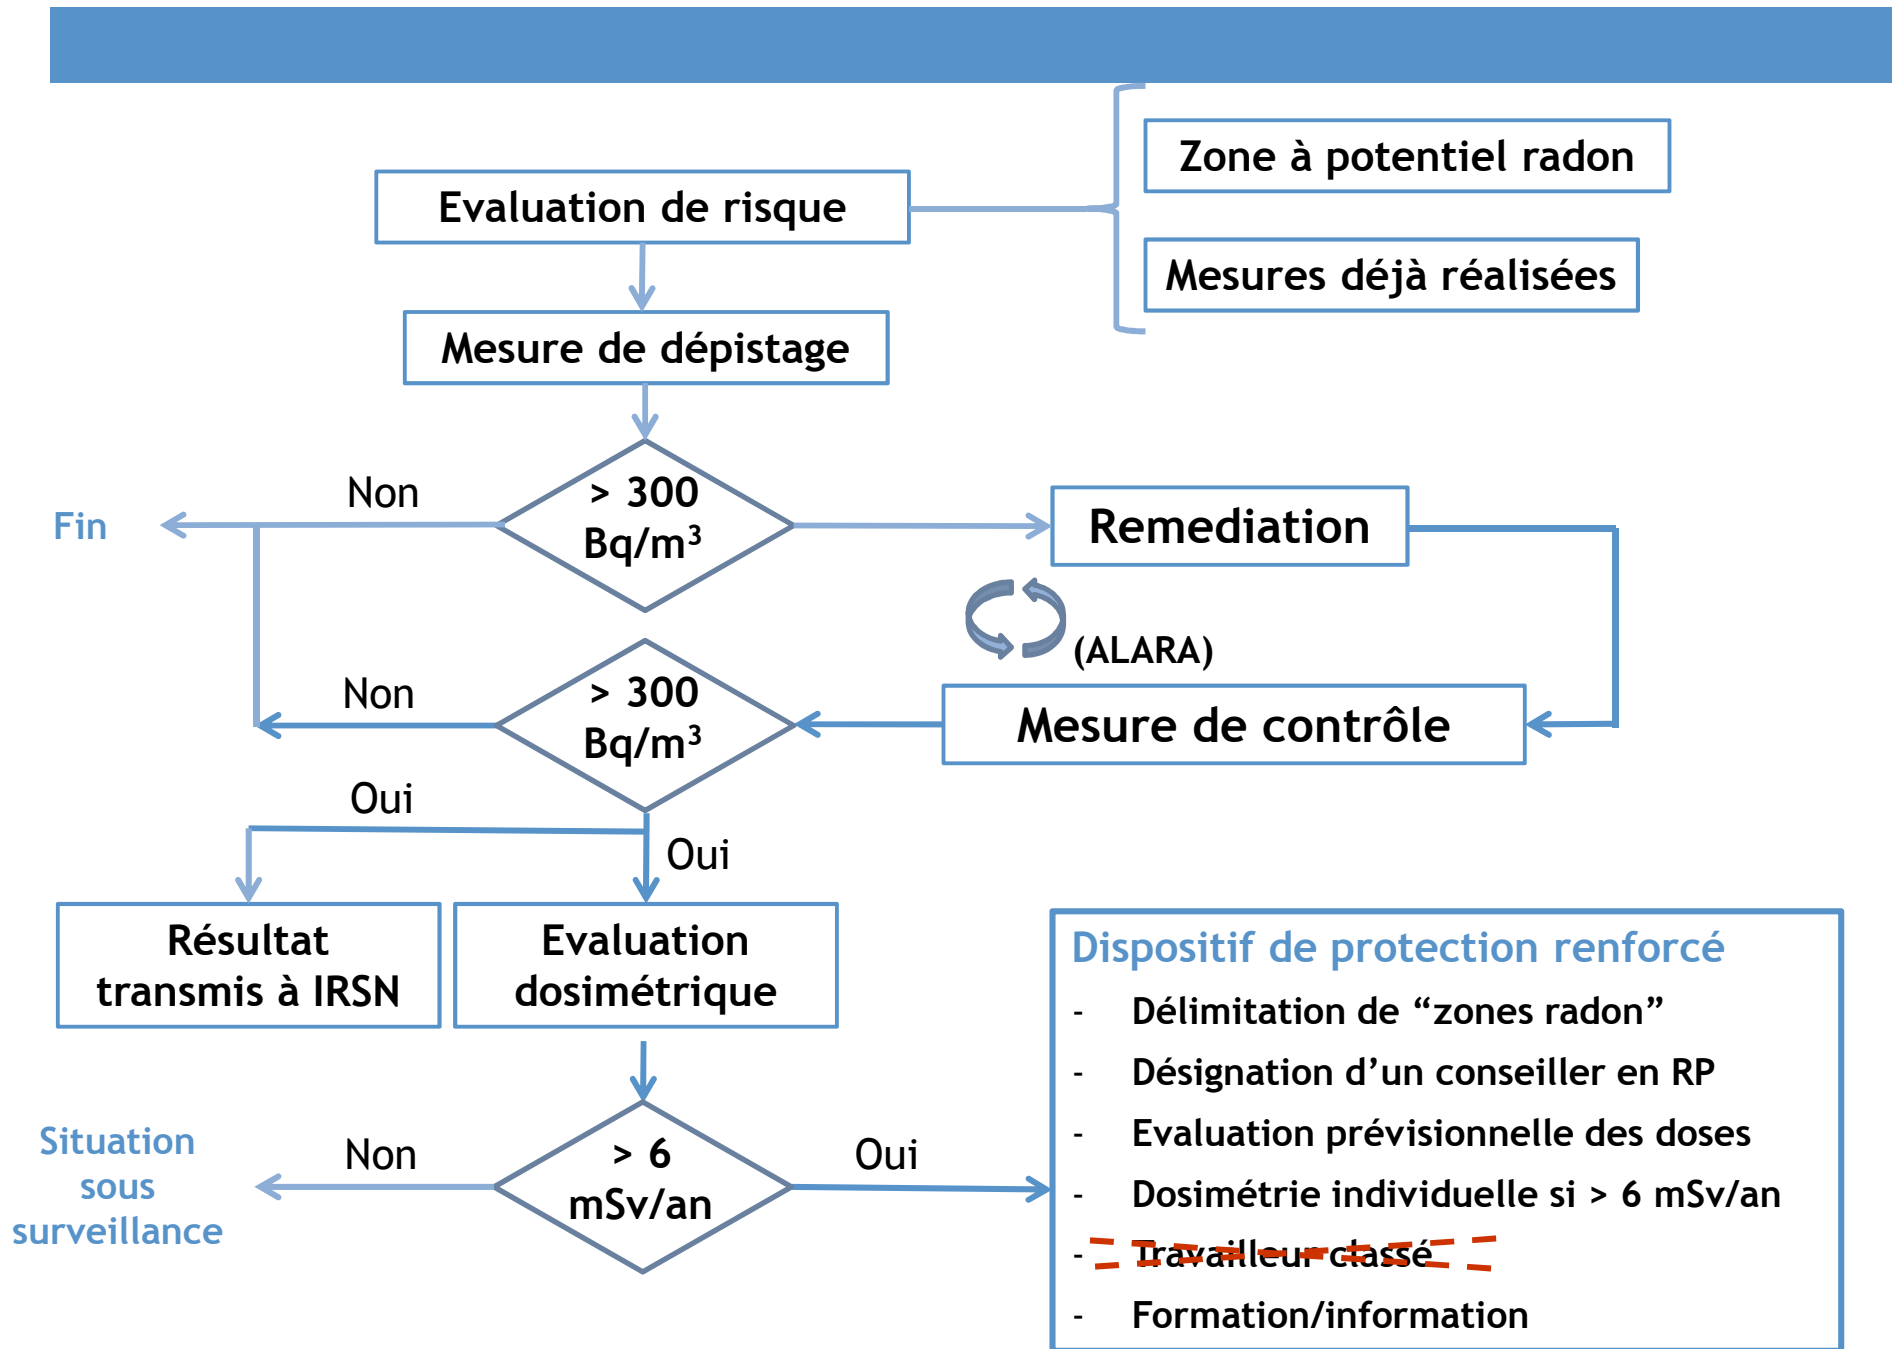 Zone à potentiel radon
Evaluation de risque
Mesures déjà réalisées
Mesure de dépistage
Non
> 300
Bq/m³
Fin
Remediation
(ALARA)
Non
> 300
Bq/m³
Mesure de contrôle
Oui
Oui
Résultat
transmis à IRSN
Evaluation
dosimétrique
Dispositif de protection renforcé
- Délimitation de “zones radon”
- Désignation d’un conseiller en RP
- Evaluation prévisionnelle des doses
- Dosimétrie individuelle si > 6 mSv/an
- Travailleur classé
- Formation/information
Situation
sous
surveillance
Non
> 6
mSv/an
Oui